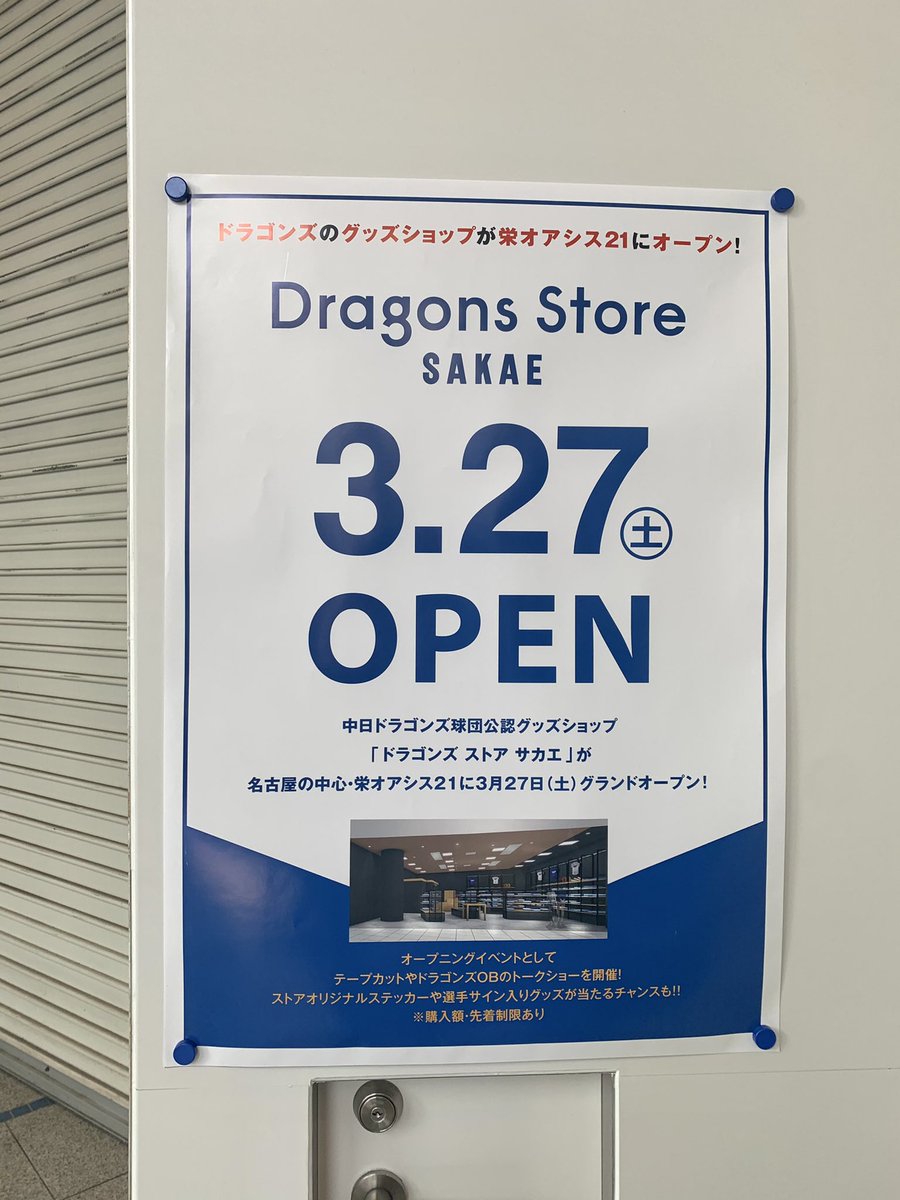 ドラゴンズのグッズショップが栄オアシス21にオープン!
Dragons Store
SAKAE
3.27土
OPEN
中日ドラゴンズ球団公認グッズショップ
「ドラゴンズ ストア サカエ」が
名古屋の中心・栄オアシス21に3月27日(土)グランドオープン!
オープニングイベントとして
テープカットやドラゴンズOBのトークショーを開催!
ストアオリジナルステッカーや選手サイン入りグッズが当たるチャンスも!!
※購入額・先着制限あり